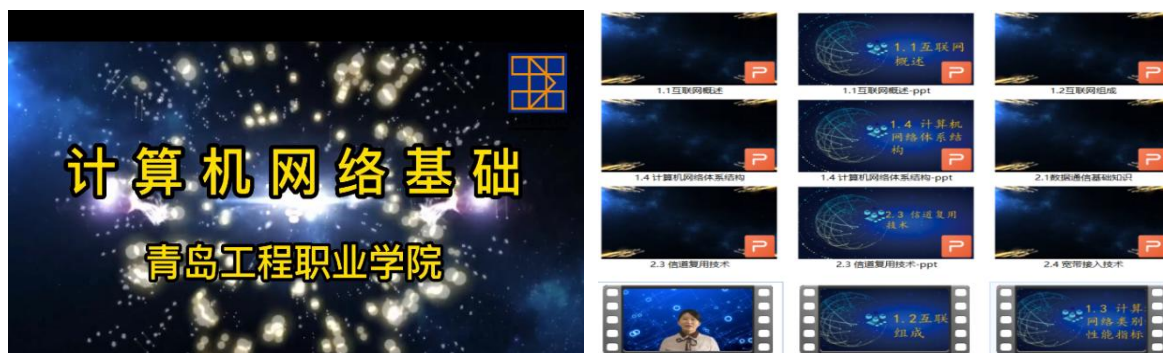 计算机网络基础
青岛工程职业学院
1.1互联网
概述
1.1互联网概述
1.1互联网概述-ppt
1.2互联网组成
1.4 计算机
网络体系结
构
1.4 计算机网络体系结构
1.4 计算机网络体系结构-ppt
2.1数据通信基础知识
2.3 信道复用
技术
2.3 信道复用技术
2.3 信道复用技术-ppt
2.4 宽带接入技术
1.2互联
组成
1.3 计算
网络类别
性能指标